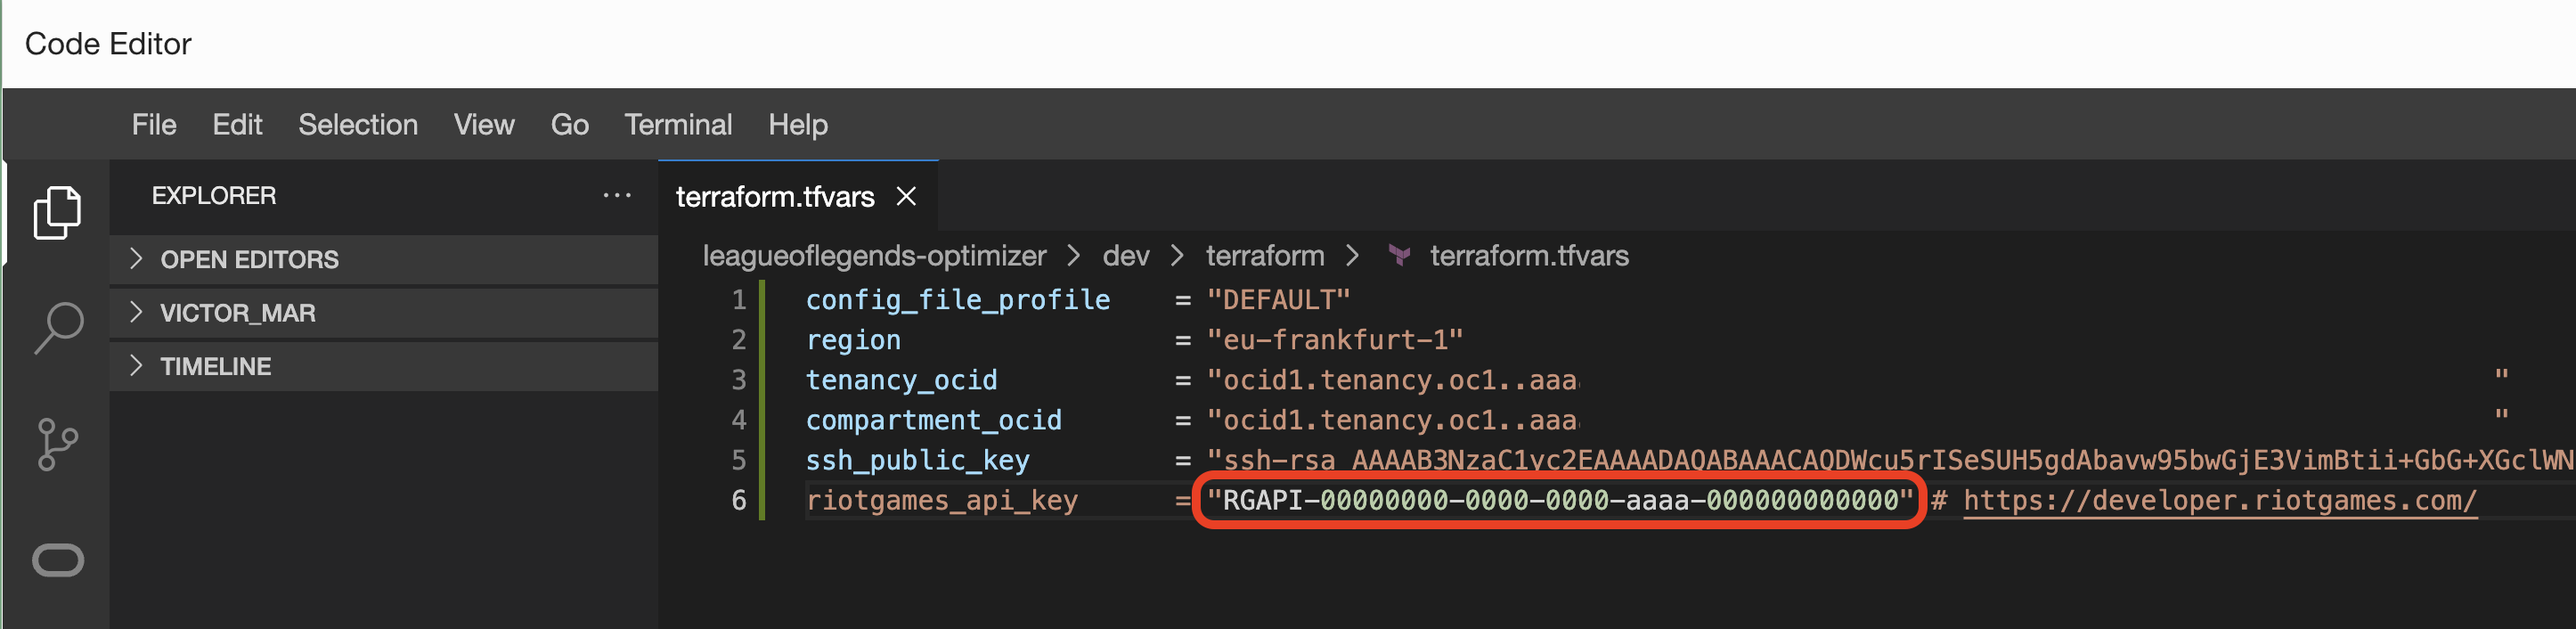 Code Editor
File Edit Selection View Go Terminal Help
EXPLORER ...
OPEN EDITORS
VICTOR_MAR
TIMELINE
terraform.tfvars
leagueoflegends-optimizer > dev > terraform > terraform.tfvars
1 config_file_profile = "DEFAULT"
2 region = "eu-frankfurt-1"
3 tenancy_ocid = "ocid1.tenancy.oc1..aaa "
4 compartment_ocid = "ocid1.tenancy.oc1..aaa "
5 ssh_public_key = "ssh-rsa AAAAB3NzaC1yc2EAAAADAQABAAACAQDWcu5rISeSUH5gdAbavw95bwGjE3VimBtii+GbG+XGclWN
6 riotgames_api_key = "RGAPI-00000000-0000-0000-aaaa-000000000000" # https://developer.riotgames.com/